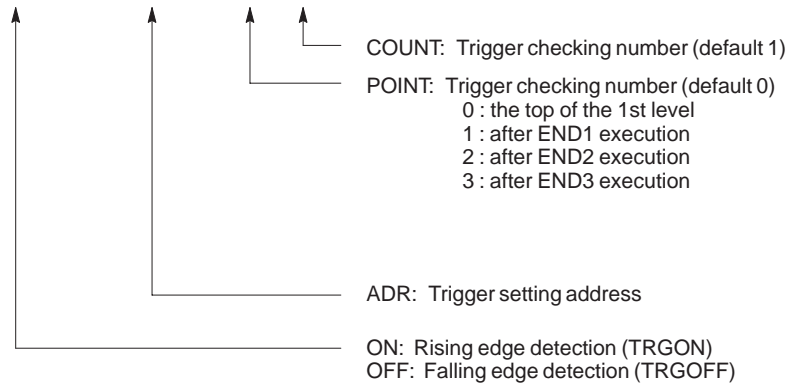 COUNT: Trigger checking number (default 1)
POINT: Trigger checking number (default 0)
0 : the top of the 1st level
1 : after END1 execution
2 : after END2 execution
3 : after END3 execution
ADR: Trigger setting address
ON: Rising edge detection (TRGON)
OFF: Falling edge detection (TRGOFF)